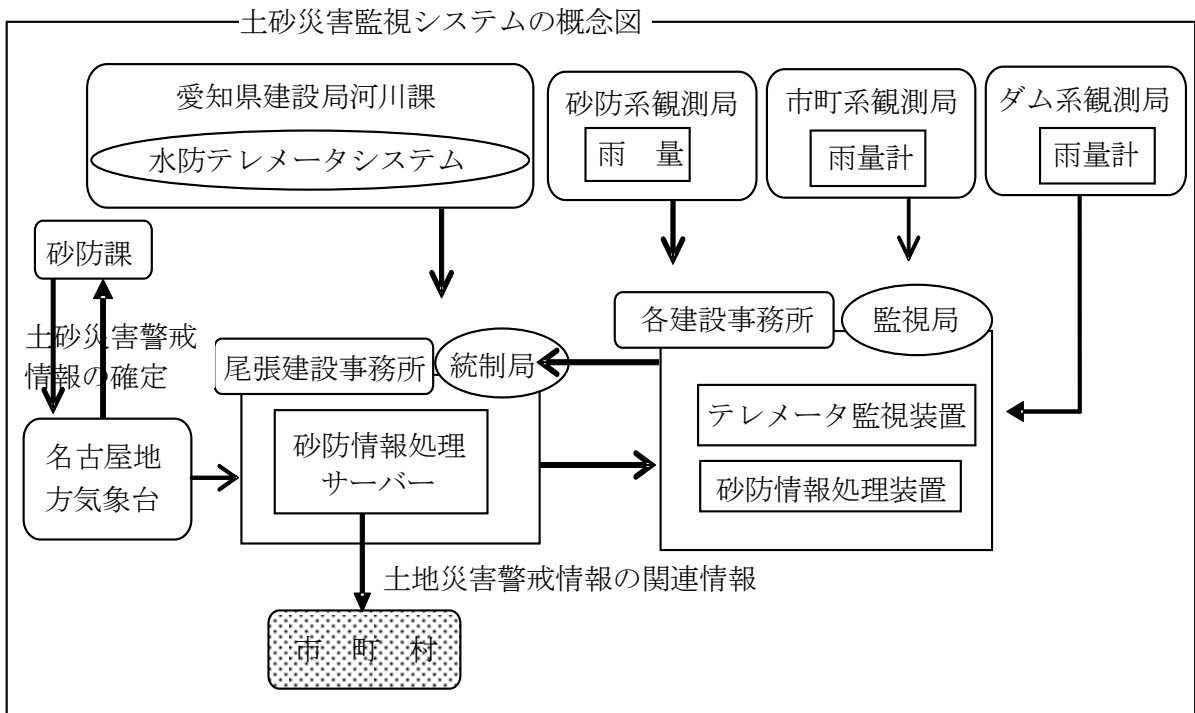 土砂災害監視システムの概念図
愛知県建設局河川課
水防テレメータシステム
砂防系観測局
雨 量
市町系観測局
雨量計
ダム系観測局
雨量計
砂防課
土砂災害警戒
情報の確定
名古屋地
方気象台
尾張建設事務所
統制局
砂防情報処理
サーバー
各建設事務所
監視局
テレメータ監視装置
砂防情報処理装置
土地災害警戒情報の関連情報
市 町 村